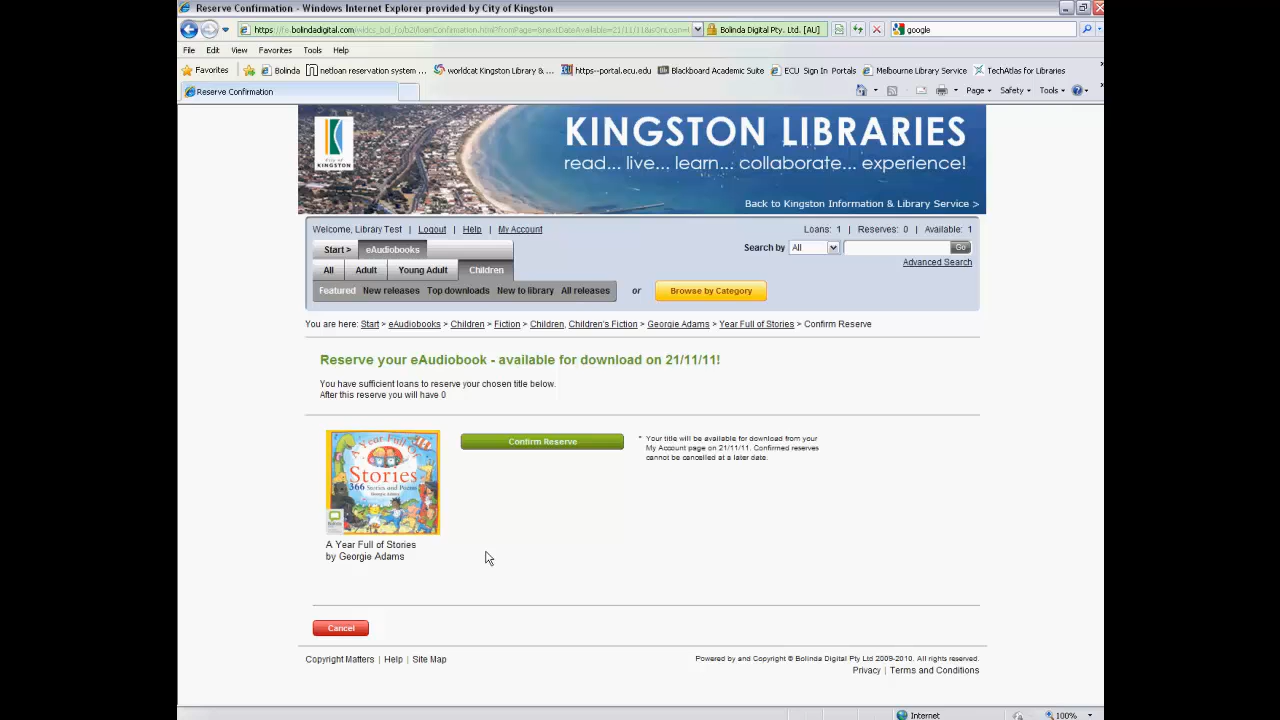 Reserve Confirmation - Windows Internet Explorer provided by City of Kingston
Bolinda Digital Pty. Ltd. [AU]
google
File Edit View Favorites Tools Help
Favorites Bolinda netloan reservation system ... worldcat Kingston Library & ... https--portal.ecu.edu Blackboard Academic Suite ECU Sign In Portals Melbourne Library Service TechAtlas for Libraries
Reserve Confirmation
Page Safety Tools
City of KINGSTON
KINGSTON LIBRARIES
read... live... learn... collaborate... experience!
Back to Kingston Information & Library Service >
Welcome, Library Test | Logout | Help | My Account Loans: 1 | Reserves: 0 | Available: 1
Start > eAudiobooks Search by All Go
All Adult Young Adult Children Advanced Search
Featured New releases Top downloads New to library All releases or Browse by Category
You are here: Start > eAudiobooks > Children > Fiction > Children, Children's Fiction > Georgie Adams > Year Full of Stories > Confirm Reserve
Reserve your eAudiobook - available for download on 21/11/11!
You have sufficient loans to reserve your chosen title below.
After this reserve you will have 0
Confirm Reserve
* Your title will be available for download from your
My Account page on 21/11/11. Confirmed reserves
cannot be cancelled at a later date.
A Year Full Of
Stories
366 Stories and Poems
Georgie Adams
Bolinda
A Year Full of Stories
by Georgie Adams
Cancel
Copyright Matters | Help | Site Map
Powered by and Copyright © Bolinda Digital Pty Ltd 2009-2010. All rights reserved.
Privacy | Terms and Conditions
Internet 100%